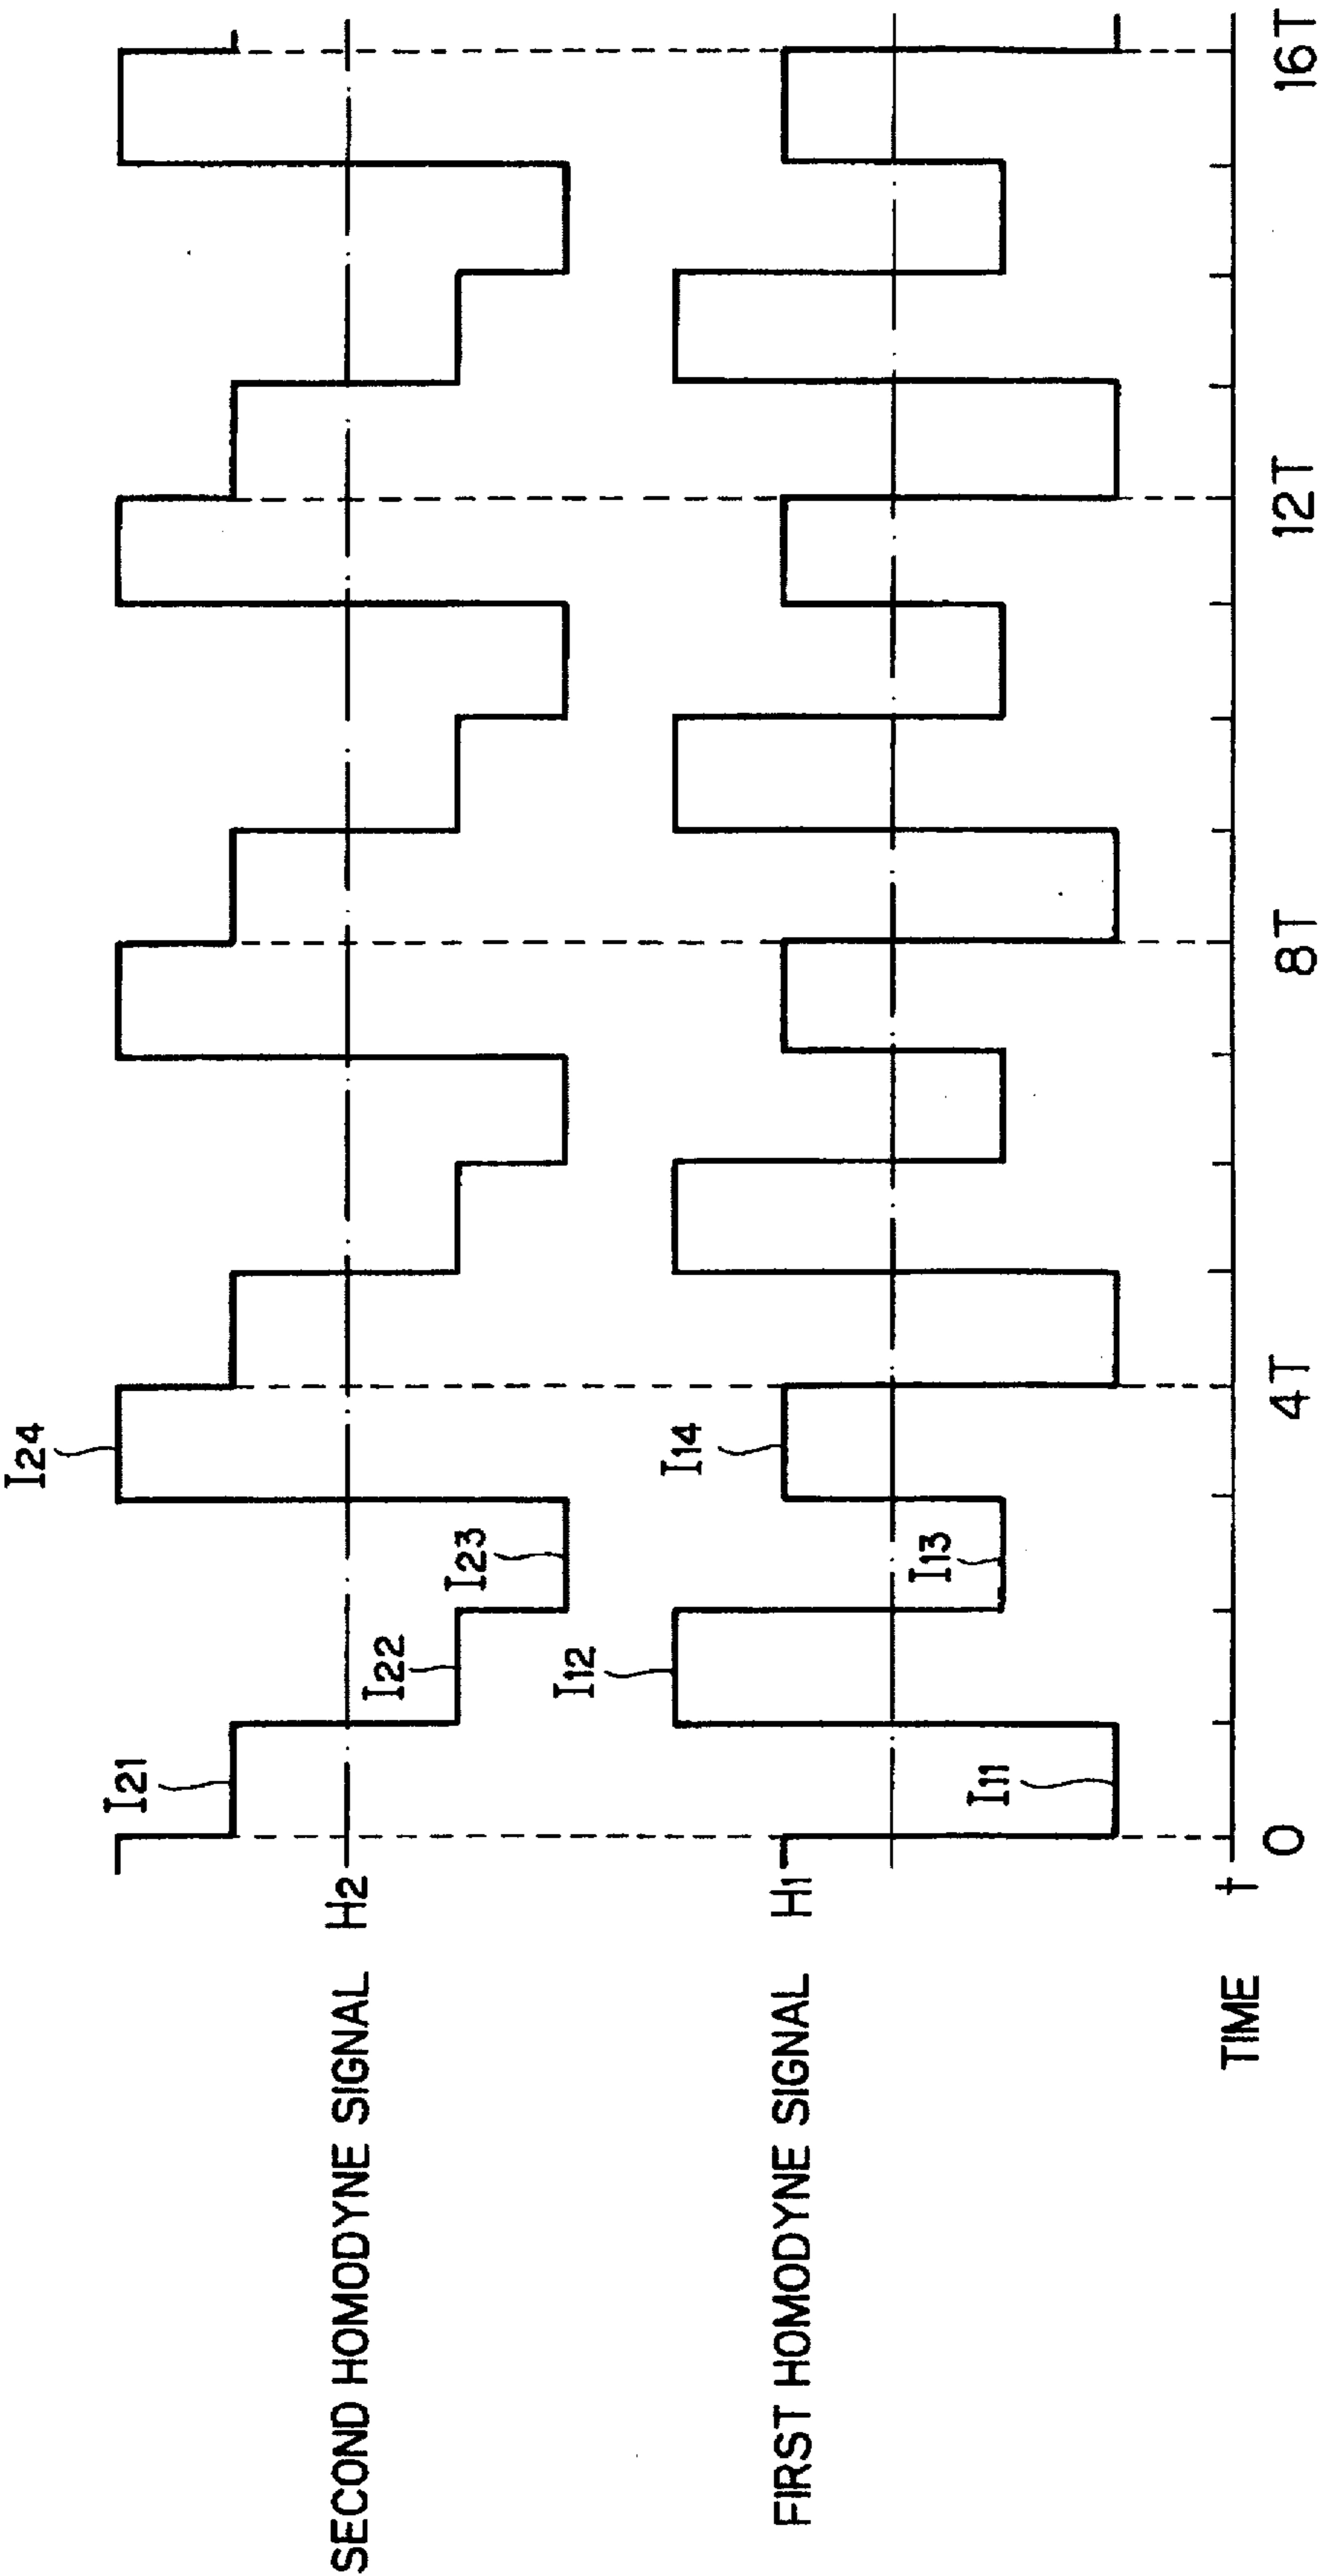 I21
I22
I23
I24
SECOND HOMODYNE SIGNAL H2
I11
I12
I13
I14
FIRST HOMODYNE SIGNAL H1
TIME t
0
4T
8T
12T
16T